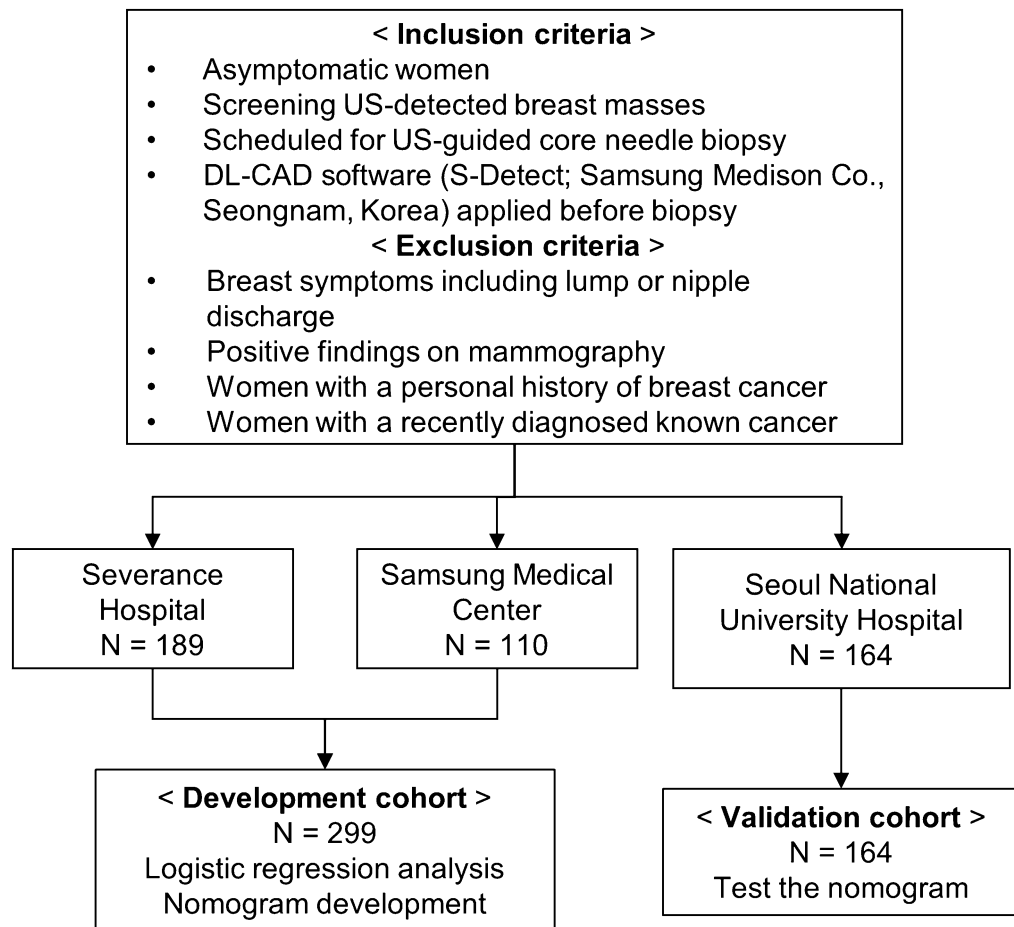 < Inclusion criteria >
• Asymptomatic women
• Screening US-detected breast masses
• Scheduled for US-guided core needle biopsy
• DL-CAD software (S-Detect; Samsung Medison Co.,
Seongnam, Korea) applied before biopsy
< Exclusion criteria >
• Breast symptoms including lump or nipple
discharge
• Positive findings on mammography
• Women with a personal history of breast cancer
• Women with a recently diagnosed known cancer
Severance
Hospital
N = 189
Samsung Medical
Center
N = 110
Seoul National
University Hospital
N = 164
< Development cohort >
N = 299
Logistic regression analysis
Nomogram development
< Validation cohort >
N = 164
Test the nomogram